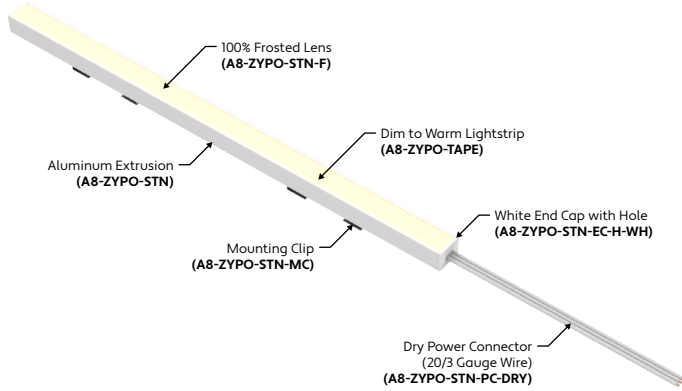 100% Frosted Lens
(A8-ZYPO-STN-F)
Dim to Warm Lightstrip
(A8-ZYPO-TAPE)
Aluminum Extrusion
(A8-ZYPO-STN)
White End Cap with Hole
(A8-ZYPO-STN-EC-H-WH)
Mounting Clip
(A8-ZYPO-STN-MC)
Dry Power Connector
(20/3 Gauge Wire)
(A8-ZYPO-STN-PC-DRY)